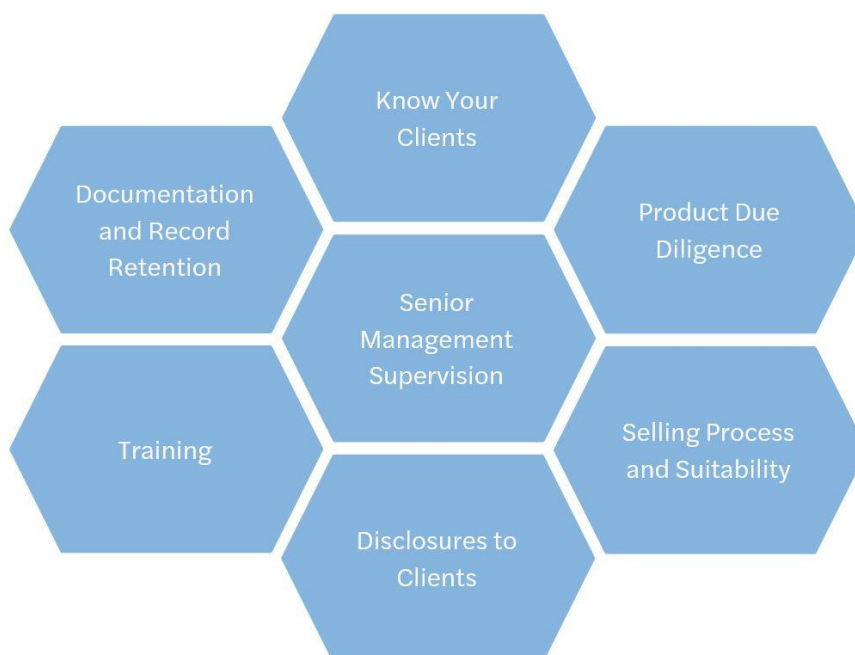 Know Your
Clients
Documentation
and Record
Retention
Product Due
Diligence
Senior
Management
Supervision
Training
Selling Process
and Suitability
Disclosures to
Clients